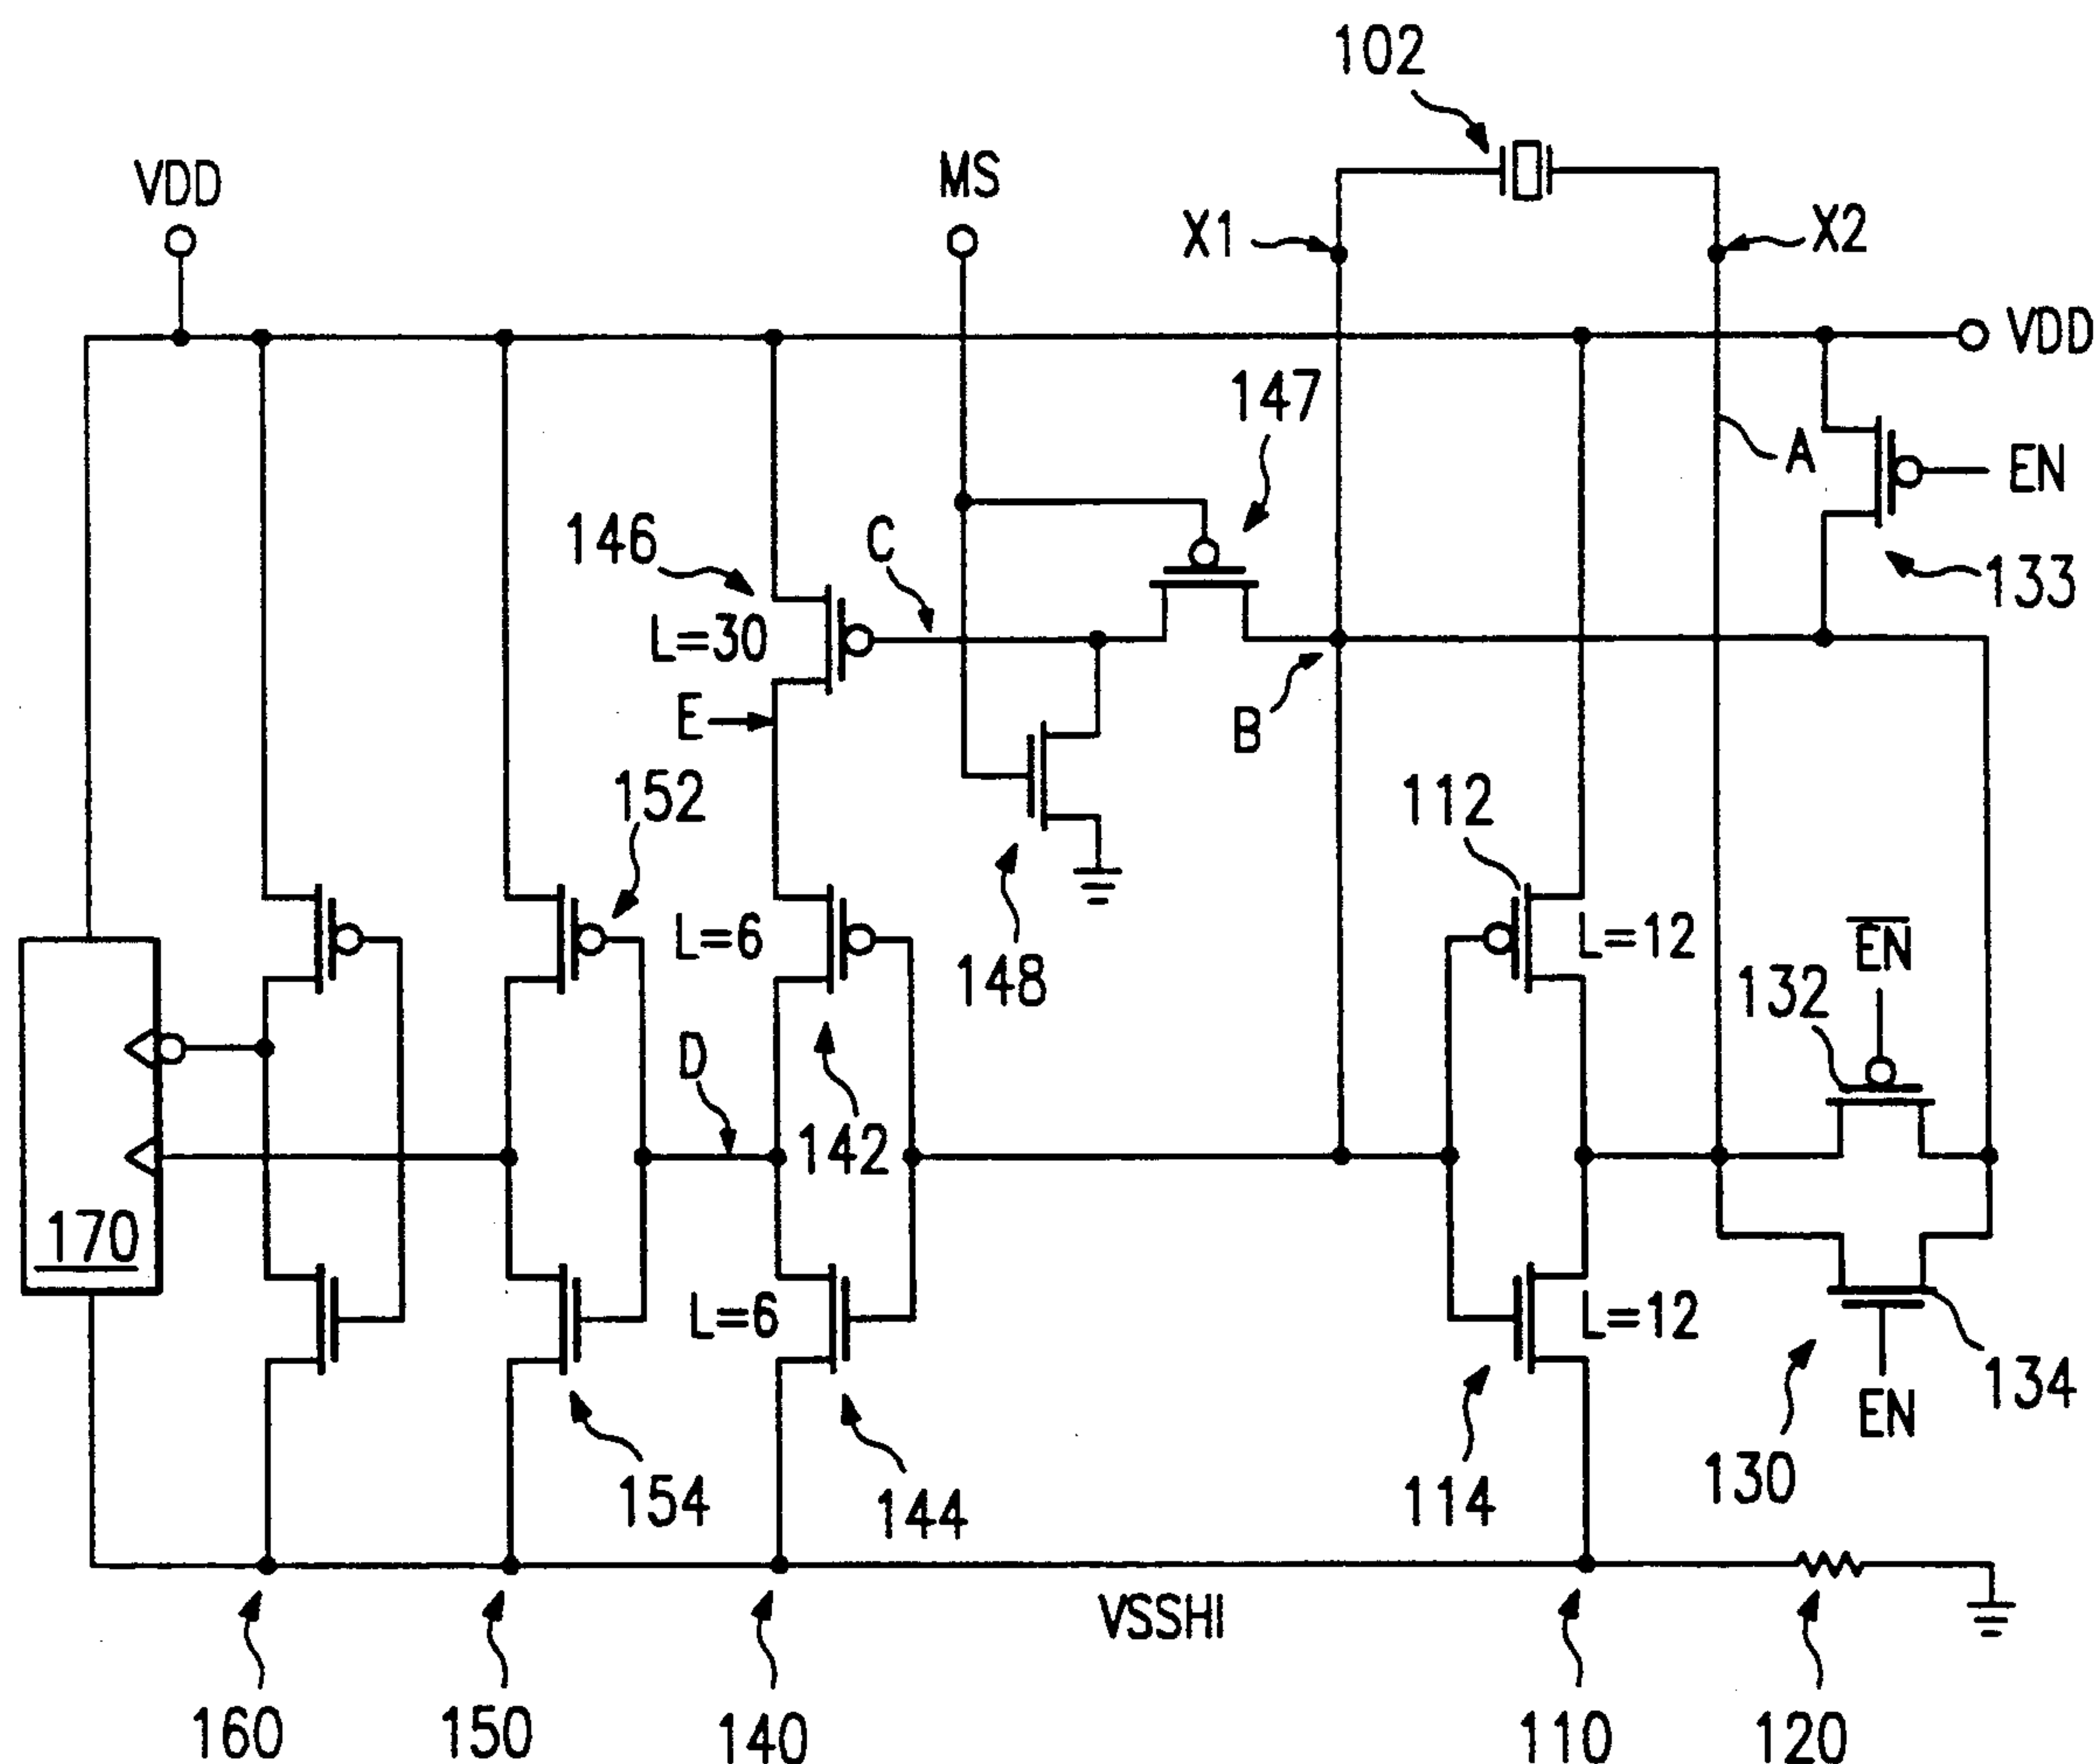 102
VDD
MS
X1
X2
VDD
147
A
EN
146
C
L=30
133
E
B
152
112
L=6
148
L=12
EN
132
D
142
170
L=6
L=12
134
EN
130
154
144
114
VSSHI
160
150
140
110
120